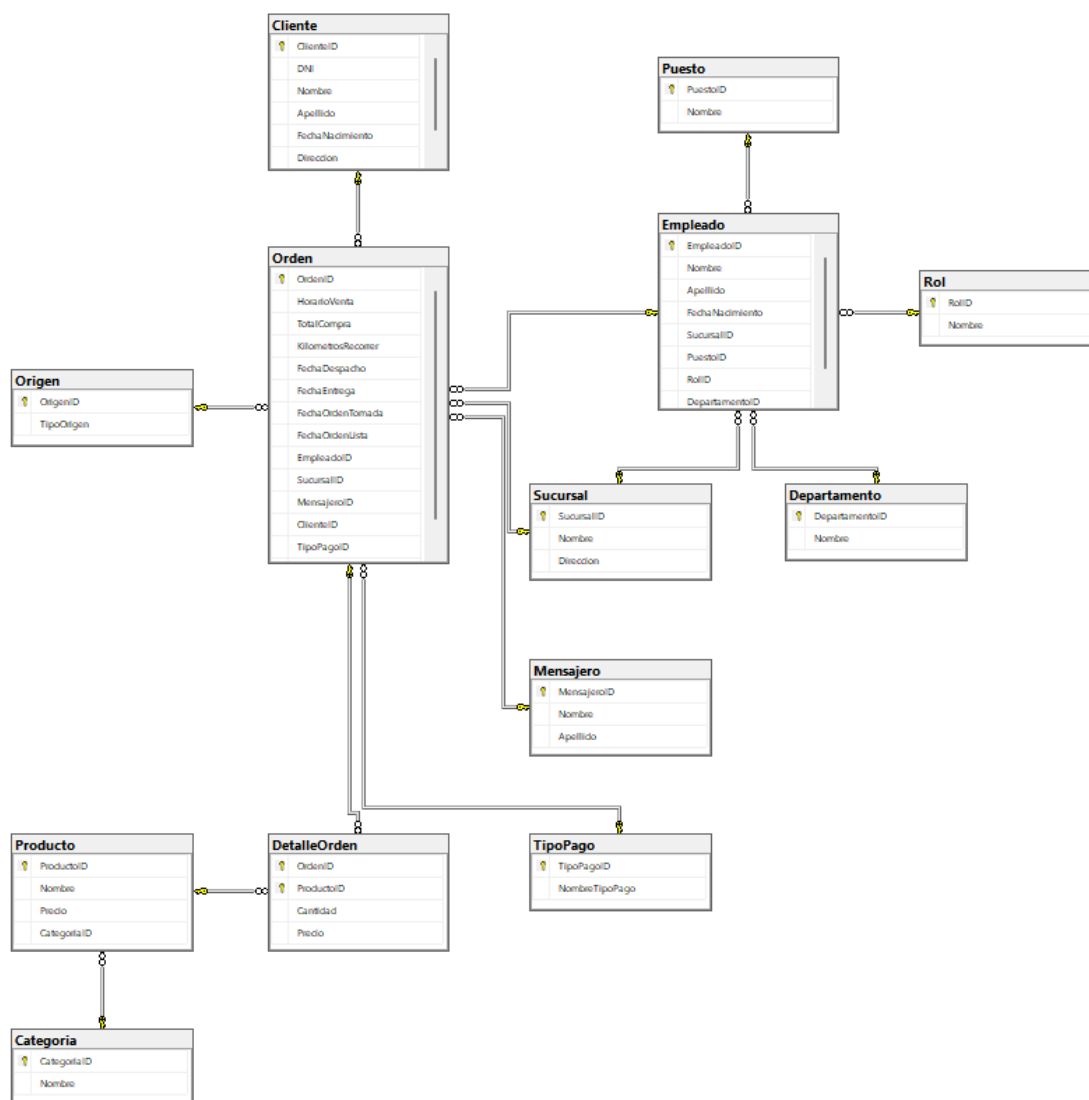 Cliente
ClienteID
DNI
Nombre
Apellido
FechaNacimiento
Direccion
Puesto
PuestoID
Nombre
Orden
OrdenID
HorarioVenta
TotalCompra
KilometrosRecorrer
FechaDespacho
FechaEntrega
FechaOrdenTomada
FechaOrdenLista
EmpleadoID
SucursalID
MensajeroID
ClienteID
TipoPagoID
Empleado
EmpleadoID
Nombre
Apellido
FechaNacimiento
SucursalID
PuestoID
RolID
DepartamentoID
Rol
RolID
Nombre
Origen
OrigenID
TipoOrigen
Sucursal
SucursalID
Nombre
Direccion
Departamento
DepartamentoID
Nombre
Mensajero
MensajeroID
Nombre
Apellido
Producto
ProductoID
Nombre
Precio
CategoriaID
DetalleOrden
OrdenID
ProductoID
Cantidad
Precio
TipoPago
TipoPagoID
NombreTipoPago
Categoria
CategoriaID
Nombre